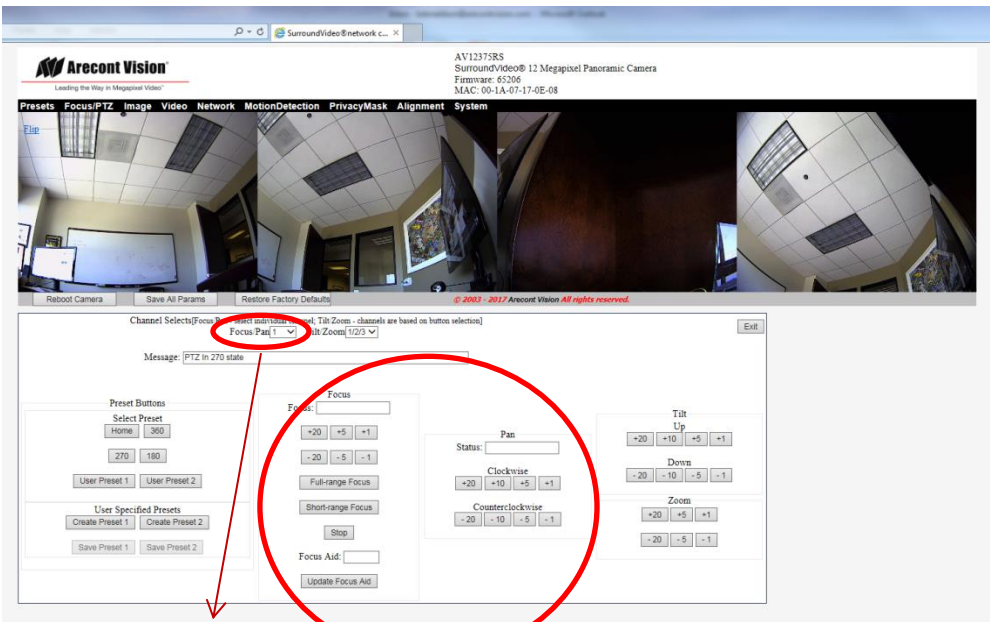 SurroundVideo®network c...
Arecont Vision®
Leading the Way in Megapixel Video™
AV12375RS
SurroundVideo® 12 Megapixel Panoramic Camera
Firmware: 65206
MAC: 00-1A-07-17-0E-08
Presets Focus/PTZ Image Video Network MotionDetection PrivacyMask Alignment System
Flip
Reboot Camera Save All Params Restore Factory Defaults © 2003 - 2017 Arecont Vision All rights reserved.
Channel Selects[Focus/Pan select individual channel; Tilt/Zoom - channels are based on button selection]
Exit
Focus/Pan 1 Tilt/Zoom 1/2/3
Message: PTZ In 270 state
Preset Buttons
Select Preset
Home 360
270 180
User Preset 1 User Preset 2
User Specified Presets
Create Preset 1 Create Preset 2
Save Preset 1 Save Preset 2
Focus
Focus:
+20 +5 +1
- 20 - 5 - 1
Full-range Focus
Short-range Focus
Stop
Focus Aid:
Update Focus Aid
Pan
Status:
Clockwise
+20 +10 +5 +1
Counterclockwise
- 20 - 10 - 5 - 1
Tilt
Up
+20 +10 +5 +1
Down
- 20 - 10 - 5 - 1
Zoom
+20 +5 +1
- 20 - 5 - 1